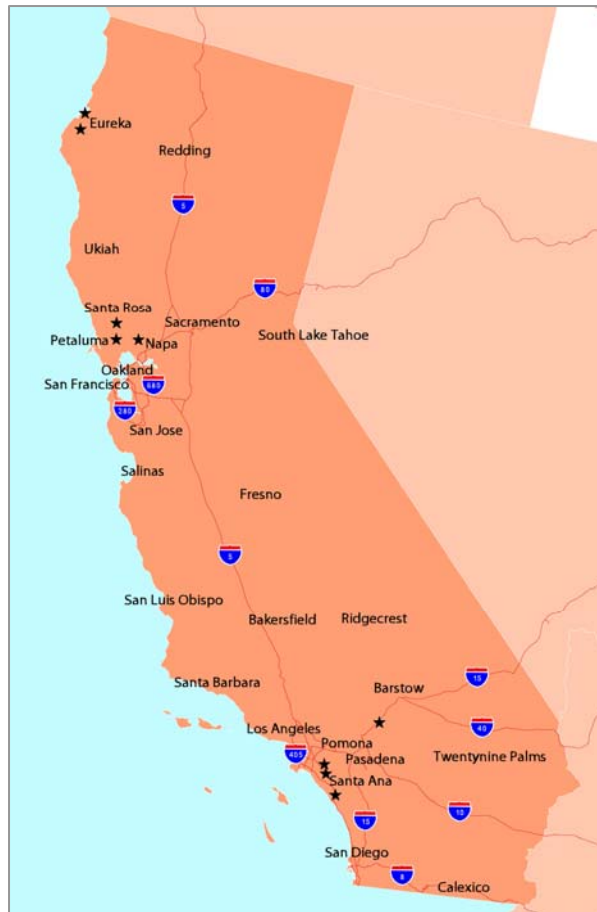 Eureka
Redding
5
Ukiah
80
Santa Rosa
Sacramento
South Lake Tahoe
Petaluma
Napa
Oakland
San Francisco
680
280
San Jose
Salinas
Fresno
5
San Luis Obispo
Bakersfield
Ridgecrest
Santa Barbara
Barstow
15
Los Angeles
40
Pomona
405
Pasadena
Twentynine Palms
Santa Ana
10
15
San Diego
8
Calexico